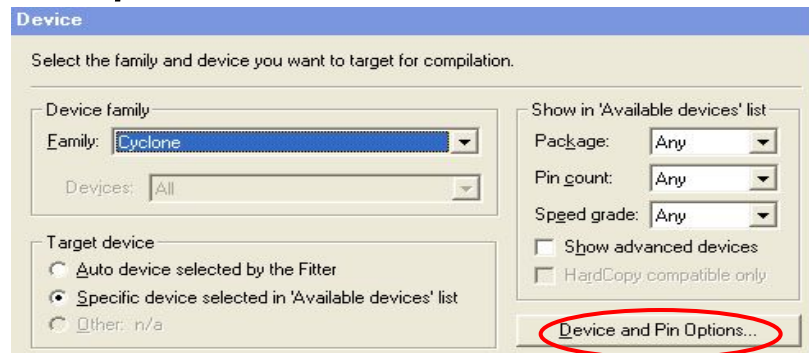 Device
Select the family and device you want to target for compilation.
Device family
Family: Cyclone
Devices: All
Target device
Auto device selected by the Fitter
Specific device selected in 'Available devices' list
Other: n/a
Show in 'Available devices' list
Package: Any
Pin count: Any
Speed grade: Any
Show advanced devices
HardCopy compatible only
Device and Pin Options...